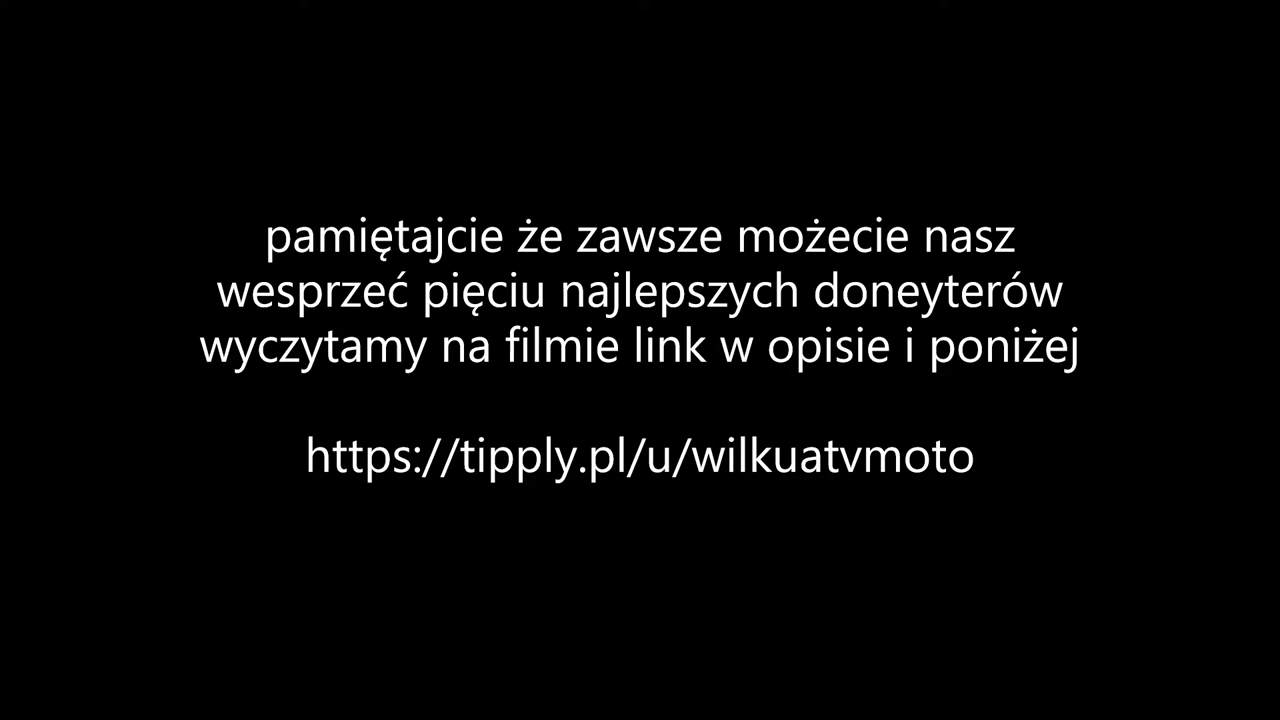 pamiętajcie że zawsze możecie nasz
wesprzeć pięciu najlepszych doneyterów
wyczytamy na filmie link w opisie i poniżej
https://tipply.pl/u/wilkuatvmoto